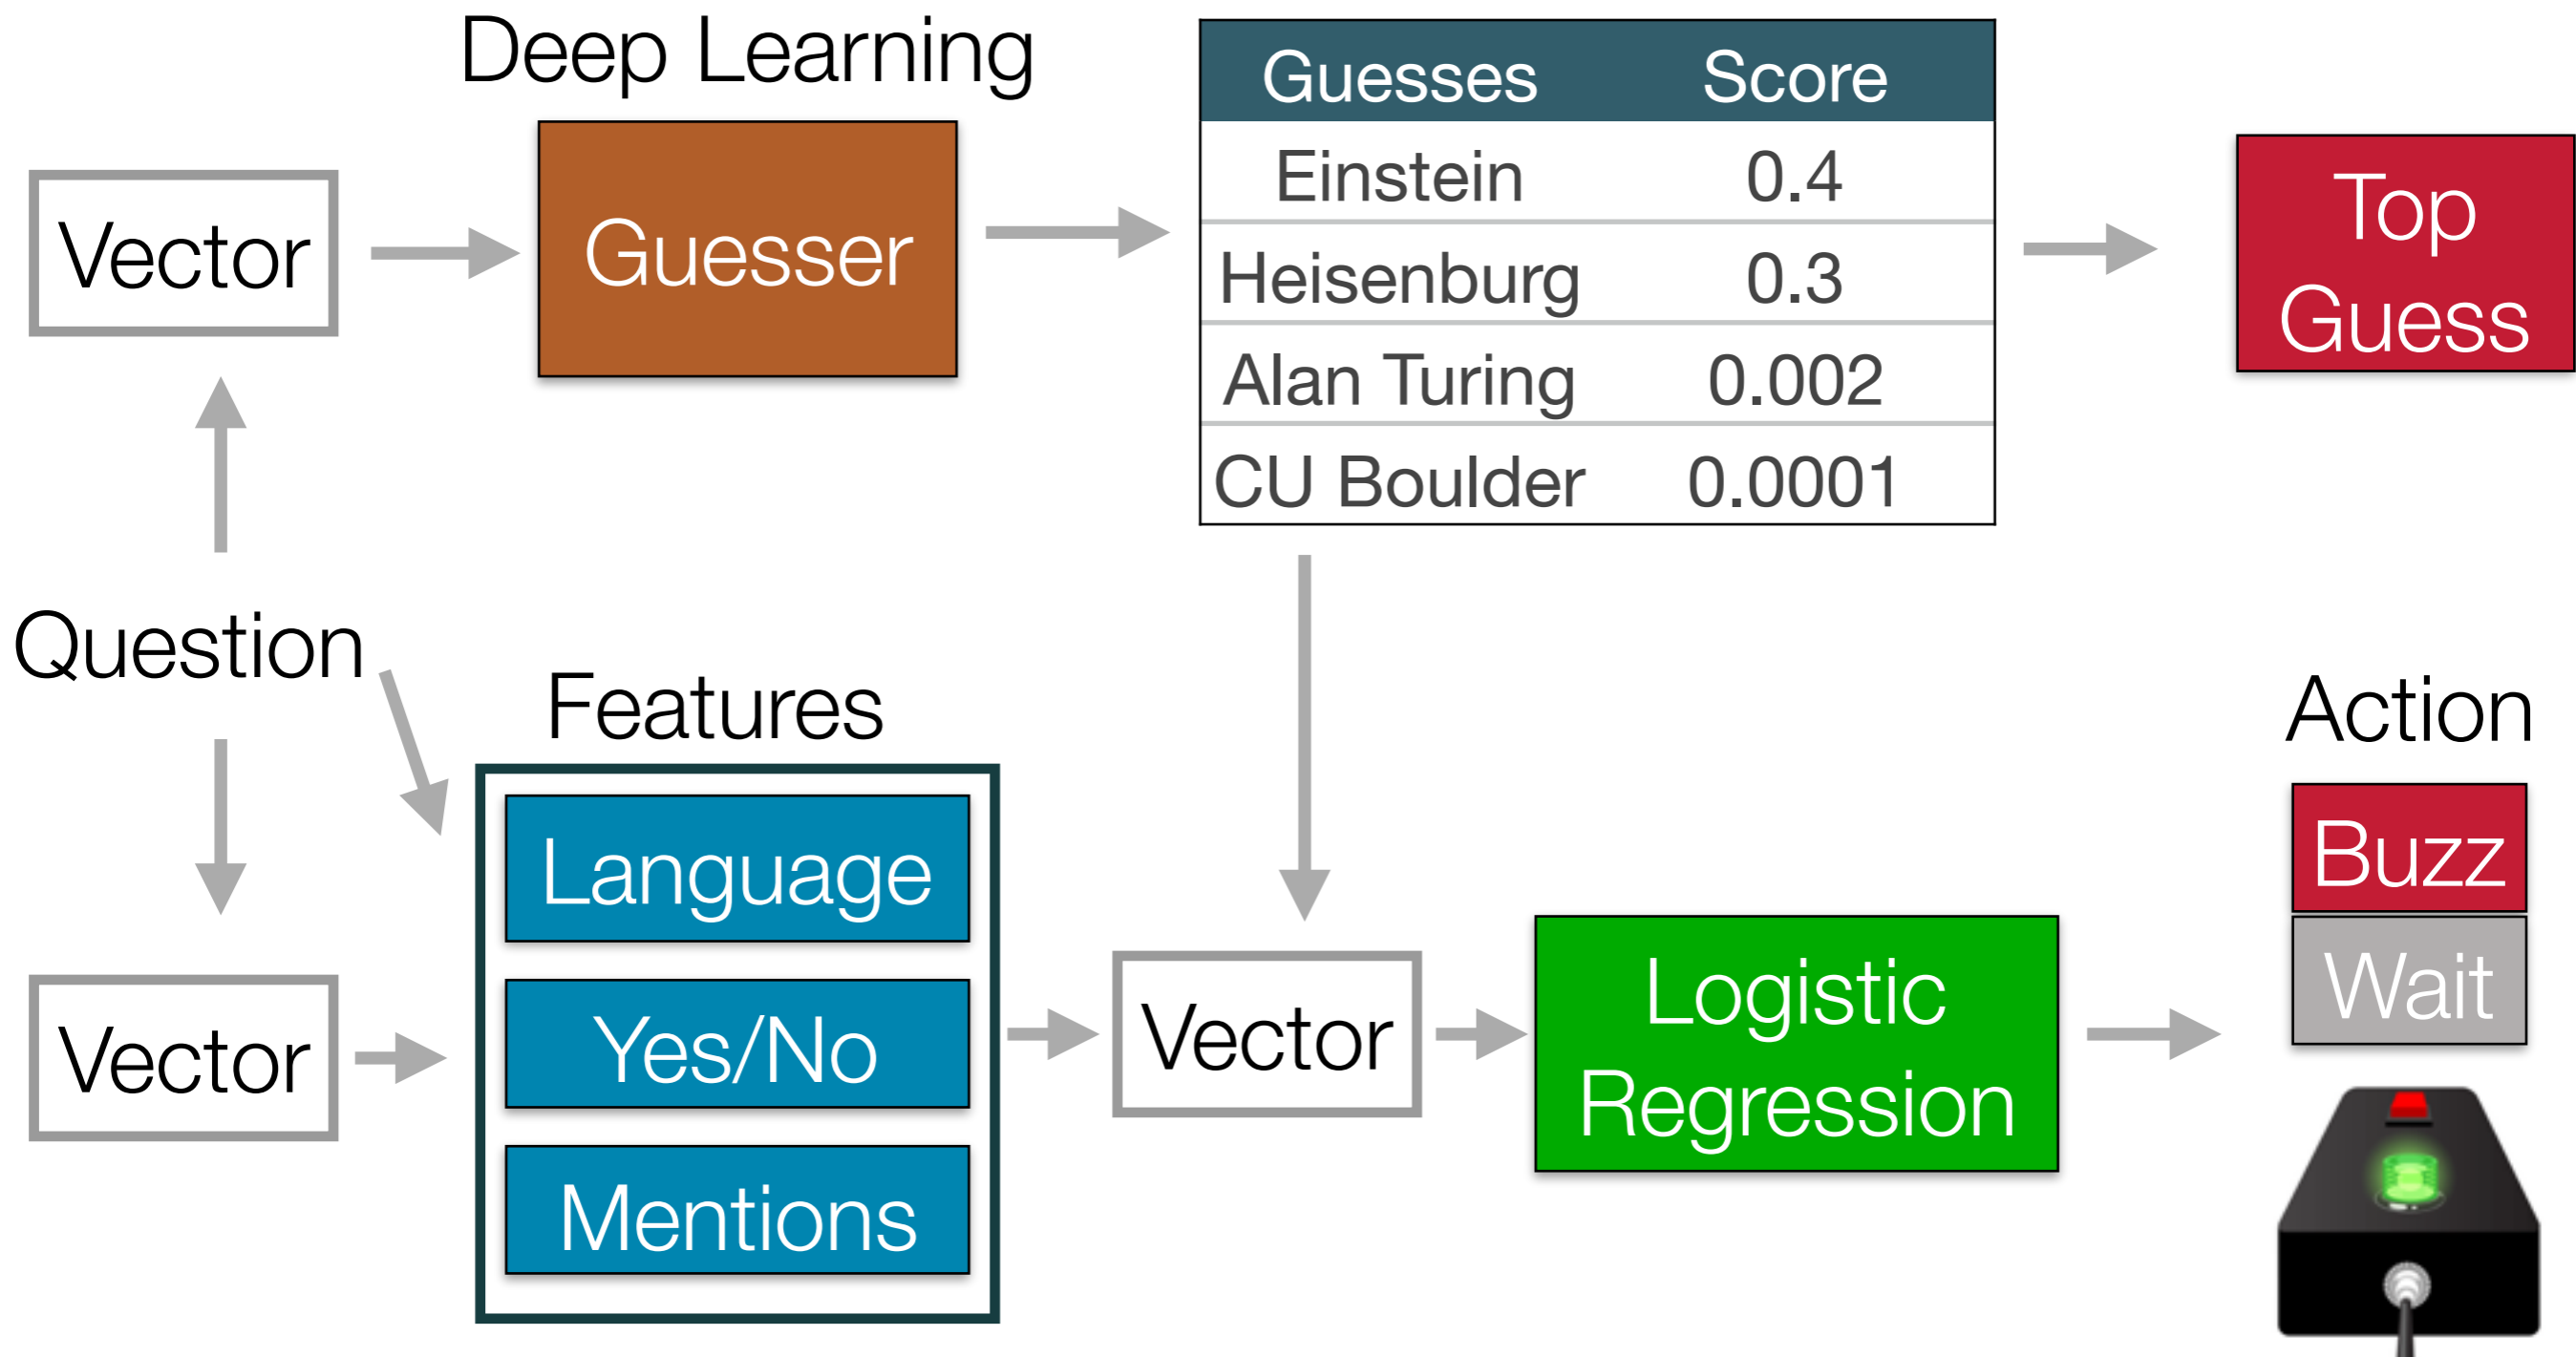 Deep Learning
Guesses Score
Einstein 0.4
Heisenburg 0.3
Alan Turing 0.002
CU Boulder 0.0001
Vector
Guesser
Top
Guess
Question
Features
Language
Yes/No
Mentions
Vector
Vector
Logistic
Regression
Action
Buzz
Wait